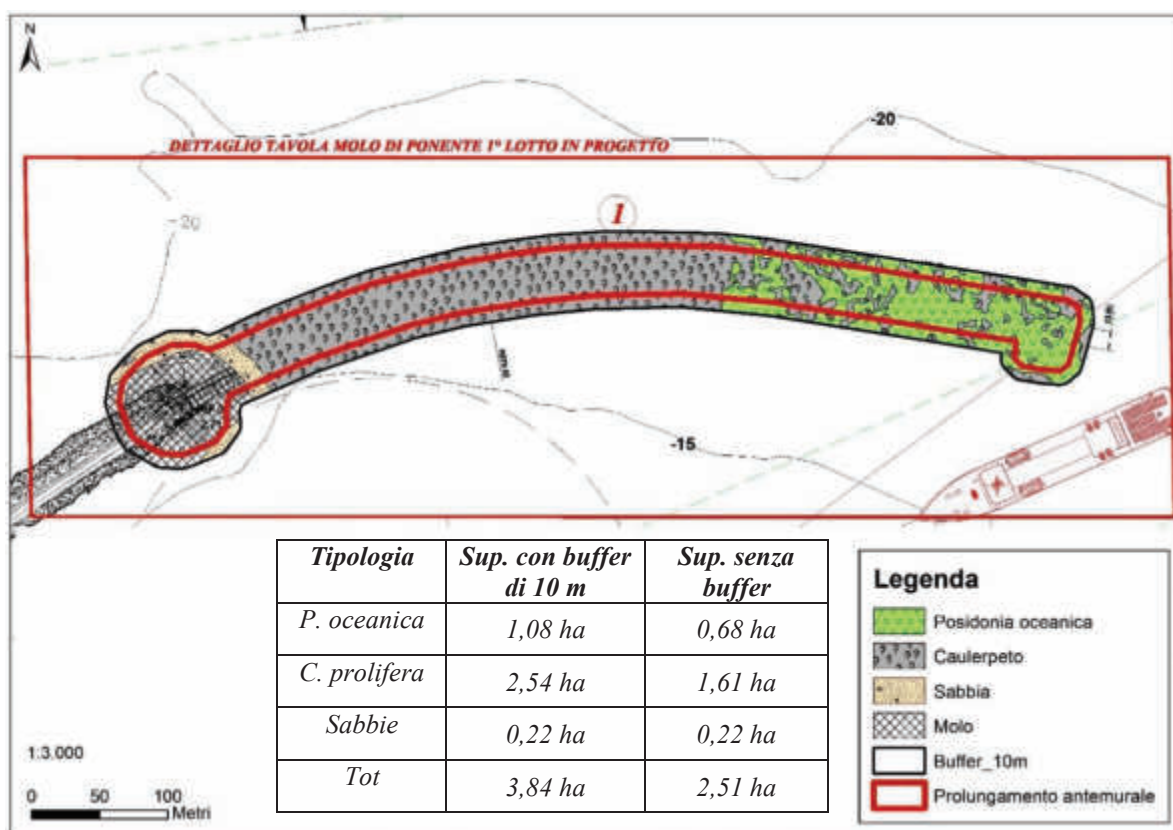 N
-20
DETTAGLIO TAVOLA MOLO DI PONENTE 1° LOTTO IN PROGETTO
-20
1
-15
Tipologia Sup. con buffer di 10 m Sup. senza buffer
P. oceanica 1,08 ha 0,68 ha
C. prolifera 2,54 ha 1,61 ha
Sabbie 0,22 ha 0,22 ha
Tot 3,84 ha 2,51 ha
Legenda
Posidonia oceanica
Caulerpeto
Sabbia
Molo
Buffer_10m
Prolungamento antemurale
1:3.000
0 50 100
Metri